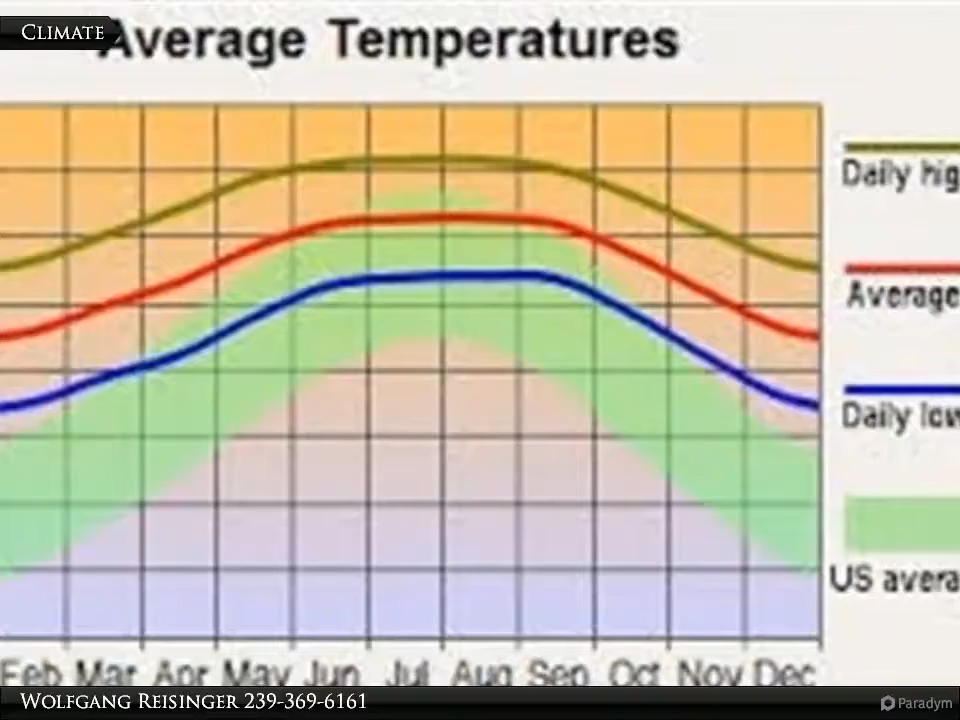 CLIMATE
Average Temperatures
Daily hig
Average
Daily low
US avera
Feb Mar Apr May Jun Jul Aug Sep Oct Nov Dec
WOLFGANG REISINGER 239-369-6161
Paradym